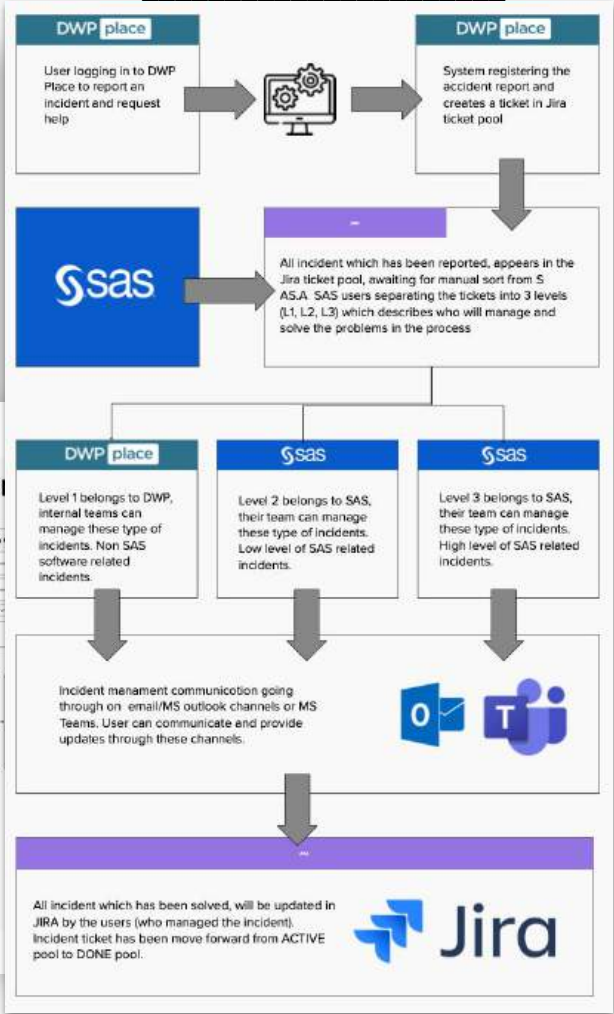 DWP place
User logging in to DWP
Place to report an
incident and request
help
DWP place
System registering the
accident report and
creates a ticket in Jira
ticket pool
sas
All incident which has been reported, appears in the
Jira ticket pool, awaiting for manual sort from S
AS.A SAS users separating the tickets into 3 levels
(L1, L2, L3) which describes who will manage and
solve the problems in the process
DWP place
Level 1 belongs to DWP,
internal teams can
manage these type of
incidents. Non SAS
software related
incidents.
sas
Level 2 belongs to SAS,
their team can manage
these type of incidents.
Low level of SAS related
incidents.
sas
Level 3 belongs to SAS,
their team can manage
these type of incidents.
High level of SAS related
incidents.
Incident manament communicotion going
through on email/MS outlook channels or MS
Teams. User can communicate and provide
updates through these channels.
O
T
All incident which has been solved, will be updated in
JIRA by the users (who managed the incident).
Incident ticket has been move forward from ACTIVE
pool to DONE pool.
Jira